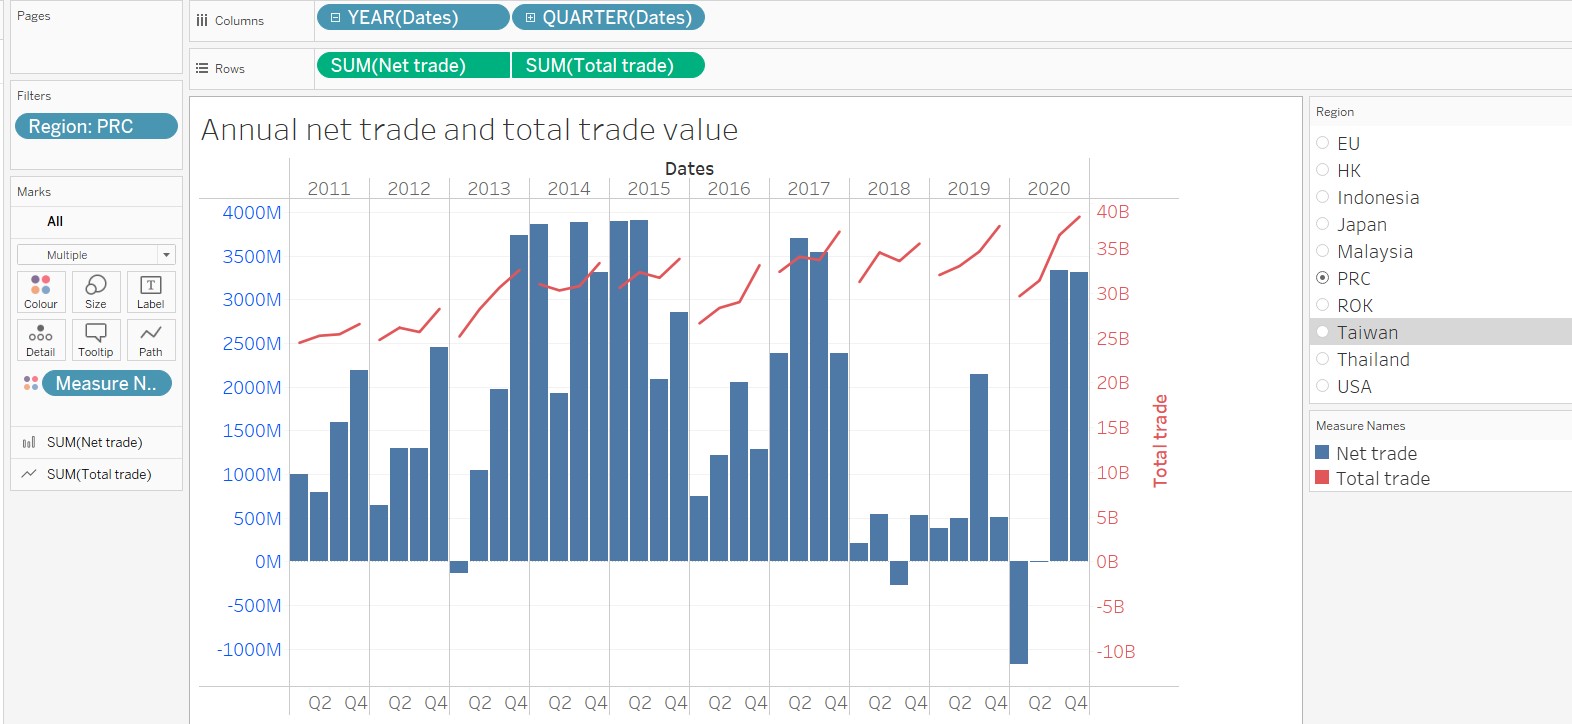 Pages
Columns
YEAR(Dates)
QUARTER(Dates)
Rows
SUM(Net trade)
SUM(Total trade)
Filters
Region: PRC
Marks
All
Multiple
Colour
Size
Label
Detail
Tooltip
Path
Measure N..
SUM(Net trade)
SUM(Total trade)
Annual net trade and total trade value
Dates
2011 2012 2013 2014 2015 2016 2017 2018 2019 2020
4000M
3500M
3000M
2500M
2000M
1500M
1000M
500M
0M
-500M
-1000M
40B
35B
30B
25B
20B
15B
10B
5B
0B
-5B
-10B
Total trade
Q2 Q4 Q2 Q4 Q2 Q4 Q2 Q4 Q2 Q4 Q2 Q4 Q2 Q4 Q2 Q4 Q2 Q4 Q2 Q4
Region
EU
HK
Indonesia
Japan
Malaysia
PRC
ROK
Taiwan
Thailand
USA
Measure Names
Net trade
Total trade